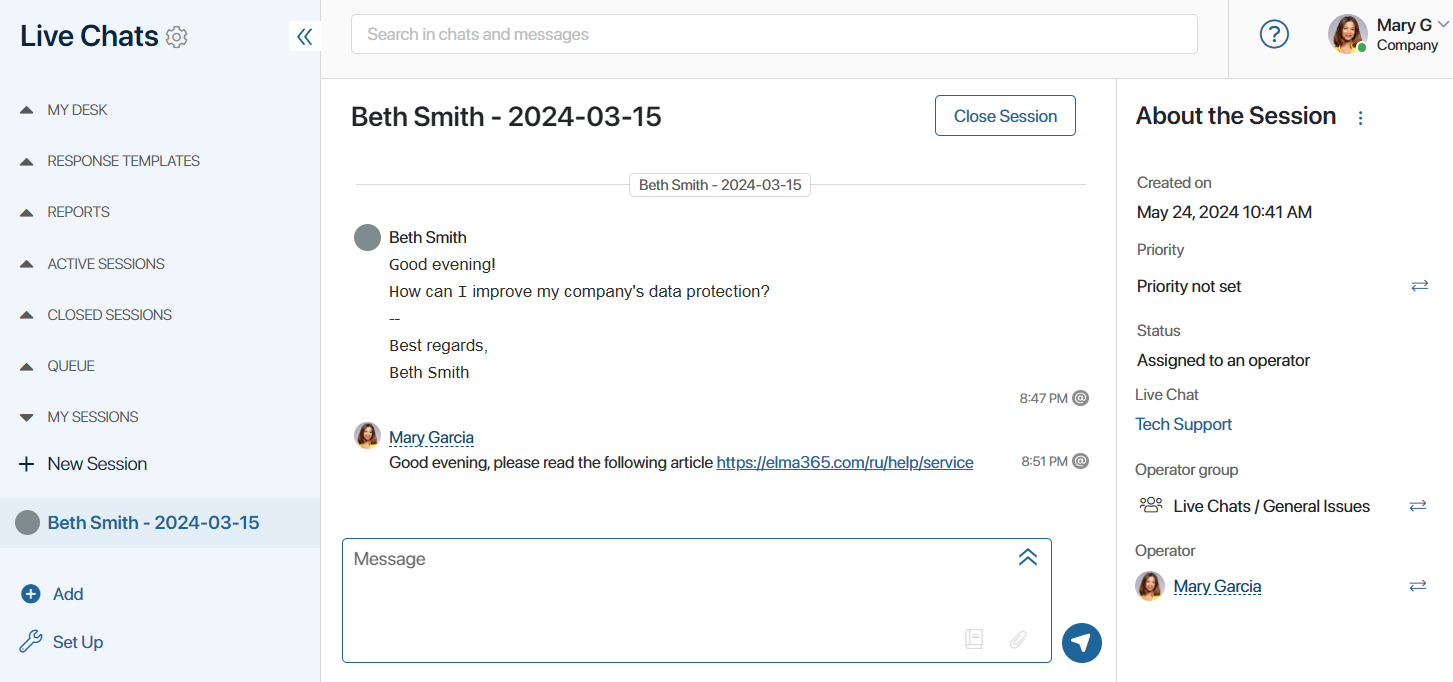 Live Chats
MY DESK
RESPONSE TEMPLATES
REPORTS
ACTIVE SESSIONS
CLOSED SESSIONS
QUEUE
MY SESSIONS
New Session
Beth Smith - 2024-03-15
Add
Set Up
Search in chats and messages
?
Mary G
Company
Beth Smith - 2024-03-15
Close Session
Beth Smith - 2024-03-15
Beth Smith
Good evening!
How can I improve my company's data protection?
--
Best regards,
Beth Smith
8:47 PM @
Mary Garcia
Good evening, please read the following article https://elma365.com/ru/help/service 8:51 PM @
Message
About the Session
Created on
May 24, 2024 10:41 AM
Priority
Priority not set
Status
Assigned to an operator
Live Chat
Tech Support
Operator group
Live Chats / General Issues
Operator
Mary Garcia